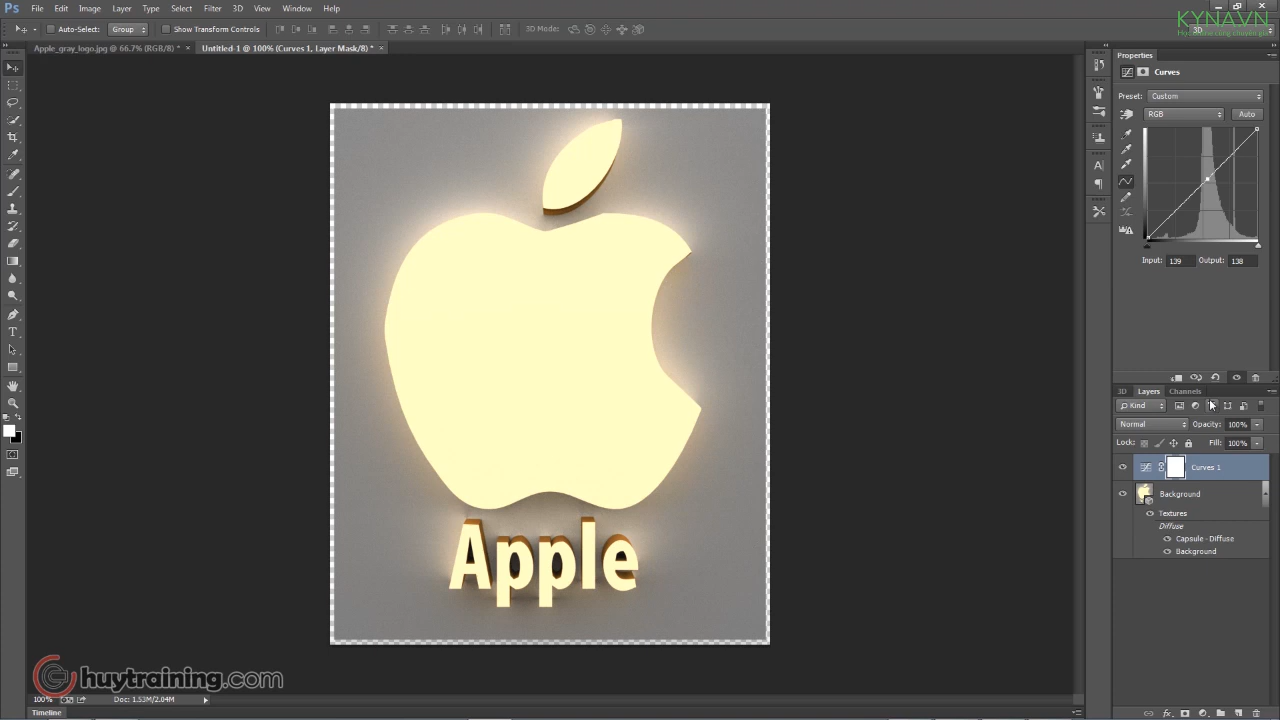 Ps File Edit Image Layer Type Select Filter 3D View Window Help
KYNAVN
Auto-Select: Group Show Transform Controls 3D Mode: 3D
Apple_gray_logo.jpg @ 66.7% (RGB/8) * × Untitled-1 @ 100% (Curves 1, Layer Mask/8) * ×
Properties
Curves
Preset: Custom
RGB Auto
Input: 139 Output: 138
3D Layers Channels
Kind
Normal Opacity: 100%
Lock: Fill: 100%
Curves 1
Background
Textures
Diffuse
Capsule - Diffuse
Background
Apple
huytraining.com
100% Doc: 1.53M/2.04M
Timeline